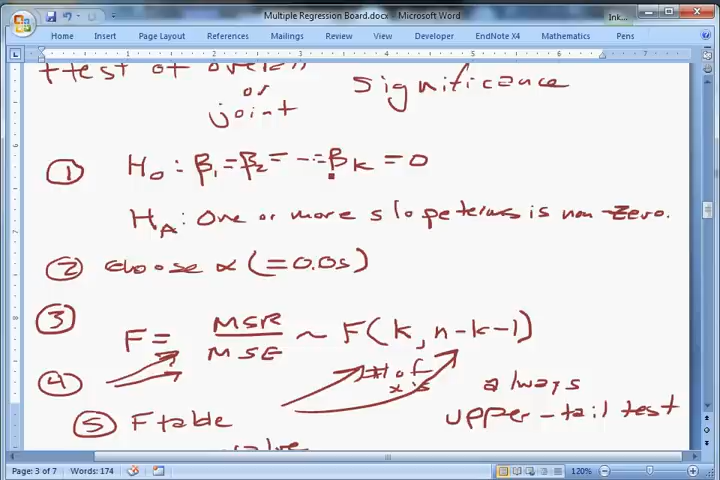 Multiple Regression Board.docx - Microsoft Word
Ink...
Home Insert Page Layout References Mailings Review View Developer EndNote X4 Mathematics Pens
test of overall
or
joint
significance
① H₀ : β₁ = β₂ = --- = βK = 0
HA : One or more slope terms is non-zero.
② choose α (= 0.05)
③ F = MSR / MSE ~ F(k, n-k-1)
④ # of
x's
always
⑤ F table upper-tail test
value
Page: 3 of 7 Words: 174 120%